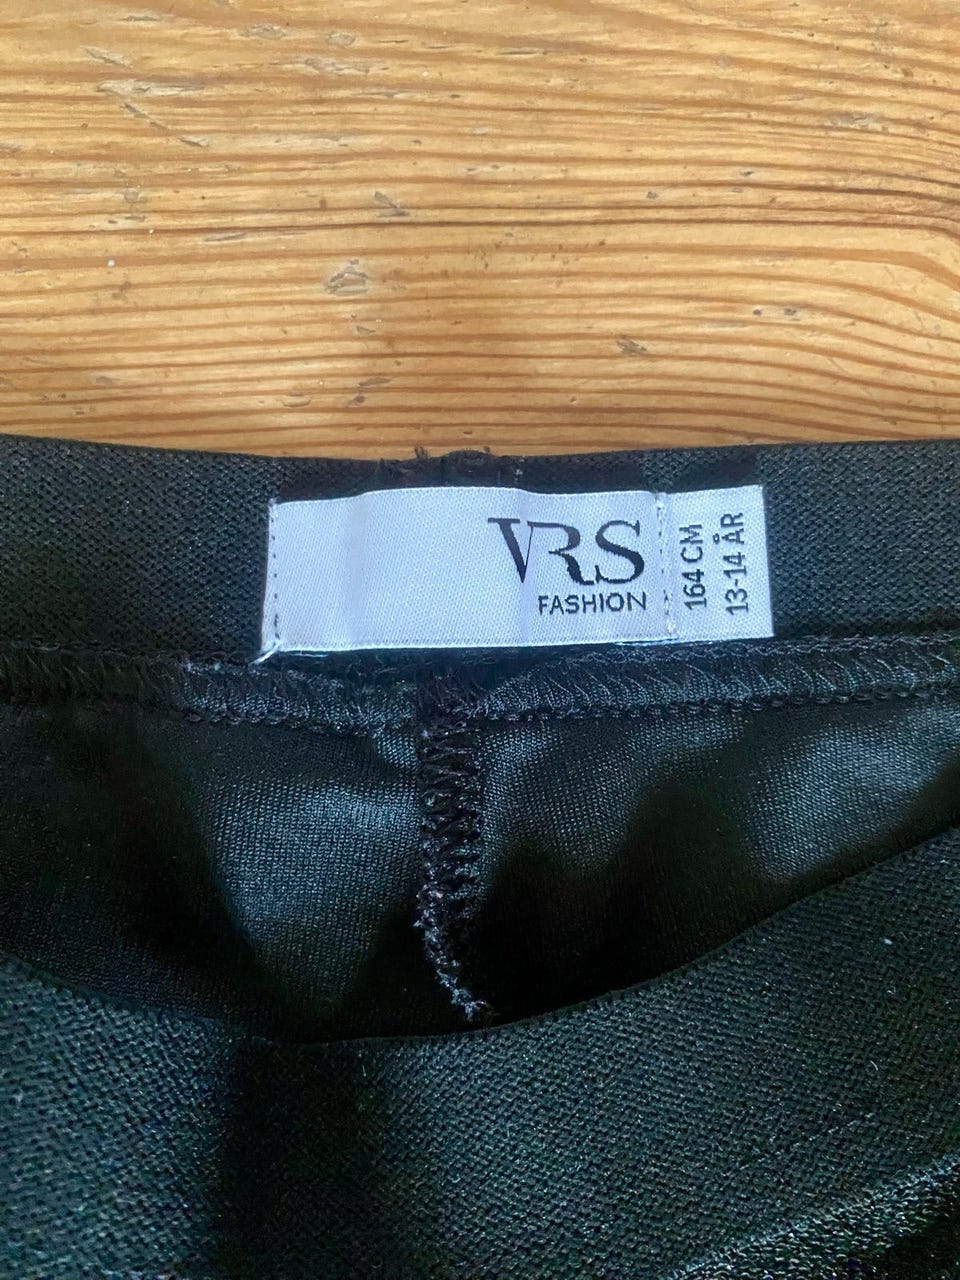 VRS
FASHION
164 CM
13-14 ÅR